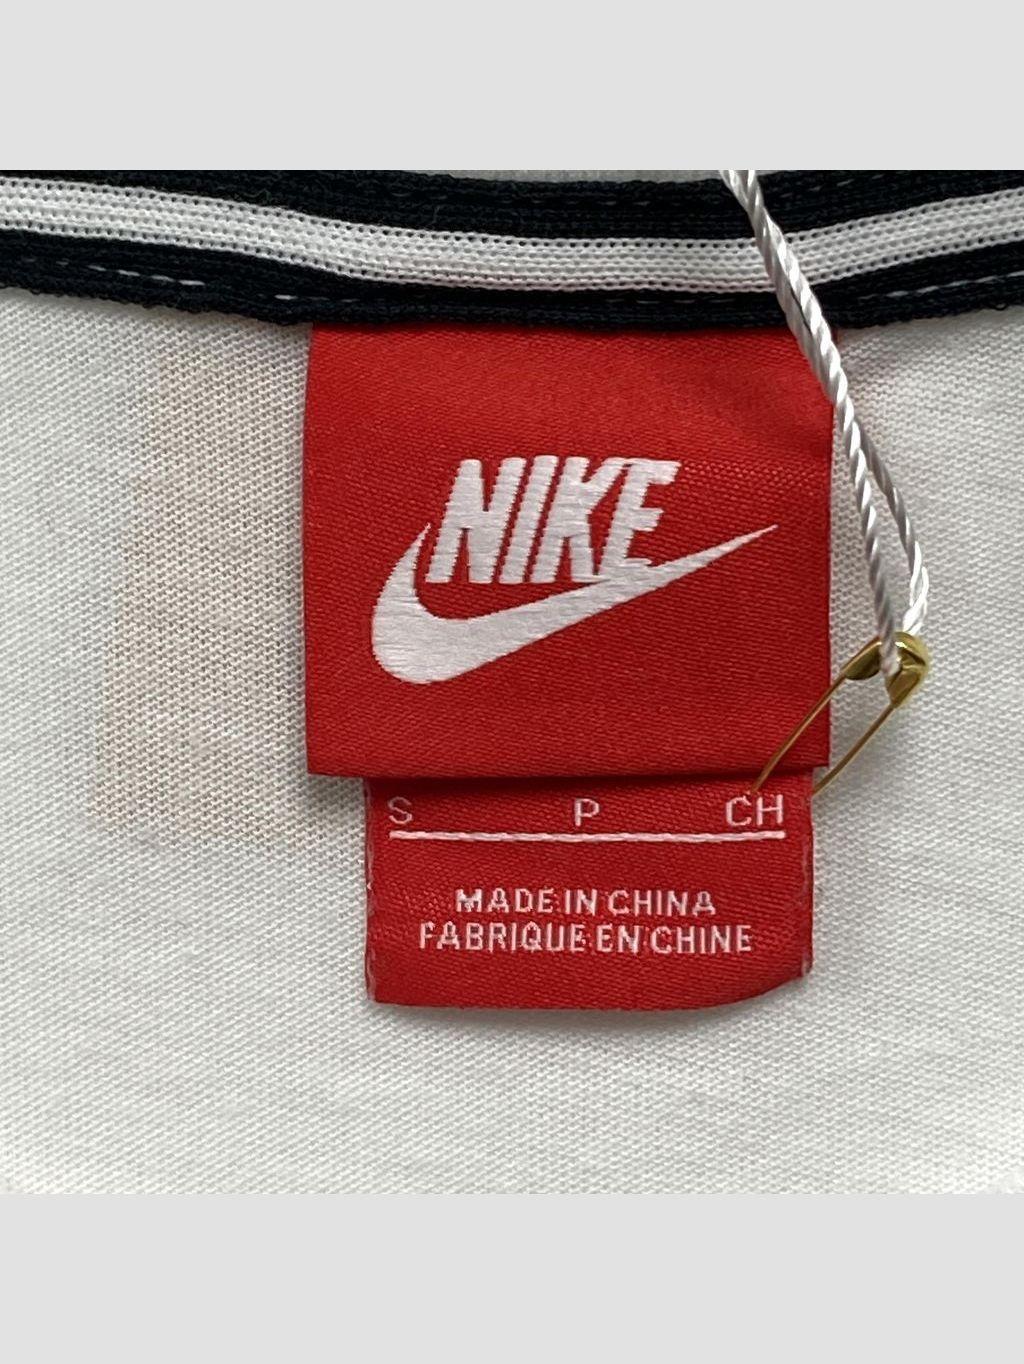 NIKE
S P CH
MADE IN CHINA
FABRIQUE EN CHINE